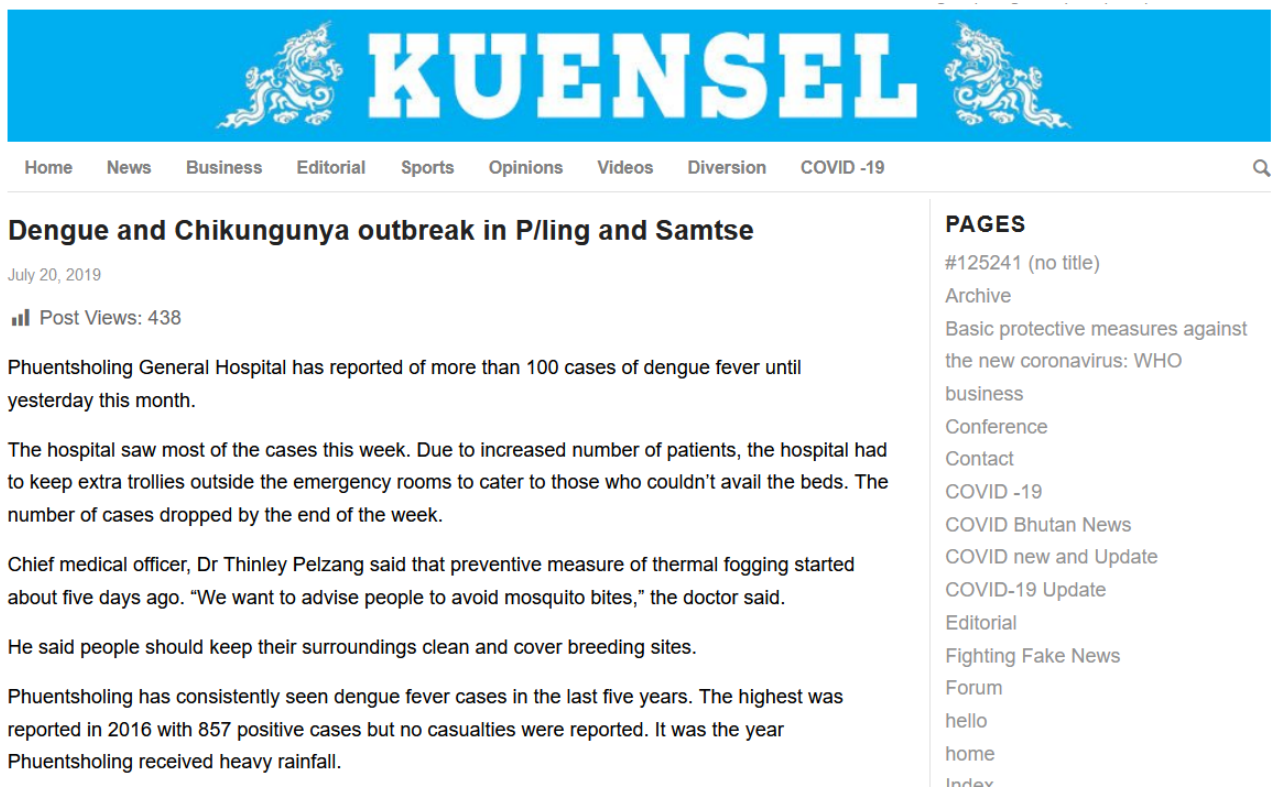 KUENSEL
Home News Business Editorial Sports Opinions Videos Diversion COVID -19
Dengue and Chikungunya outbreak in P/ling and Samtse
July 20, 2019
Post Views: 438
Phuentsholing General Hospital has reported of more than 100 cases of dengue fever until
yesterday this month.
The hospital saw most of the cases this week. Due to increased number of patients, the hospital had
to keep extra trollies outside the emergency rooms to cater to those who couldn’t avail the beds. The
number of cases dropped by the end of the week.
Chief medical officer, Dr Thinley Pelzang said that preventive measure of thermal fogging started
about five days ago. “We want to advise people to avoid mosquito bites,” the doctor said.
He said people should keep their surroundings clean and cover breeding sites.
Phuentsholing has consistently seen dengue fever cases in the last five years. The highest was
reported in 2016 with 857 positive cases but no casualties were reported. It was the year
Phuentsholing received heavy rainfall.
PAGES
#125241 (no title)
Archive
Basic protective measures against
the new coronavirus: WHO
business
Conference
Contact
COVID -19
COVID Bhutan News
COVID new and Update
COVID-19 Update
Editorial
Fighting Fake News
Forum
hello
home
Index